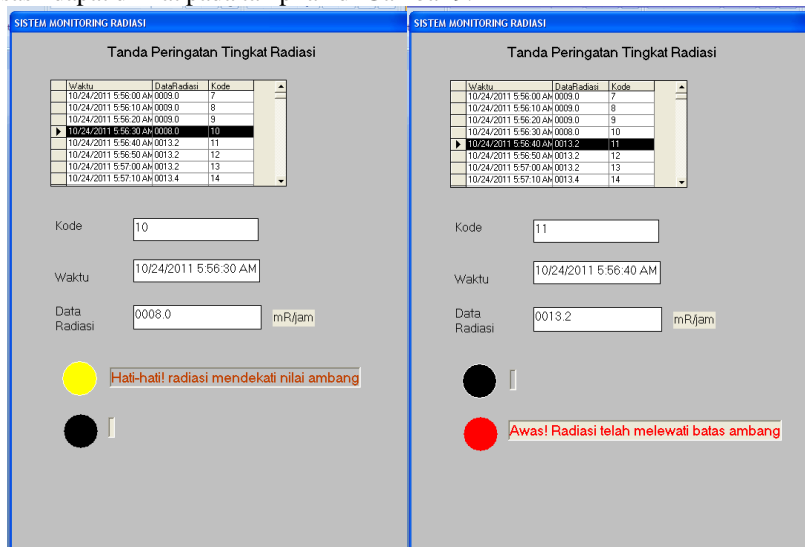 SISTEM MONITORING RADIASI
Tanda Peringatan Tingkat Radiasi
Waktu DataRadiasi Kode
10/24/2011 5:56:00 AM 0009.0 7
10/24/2011 5:56:10 AM 0009.0 8
10/24/2011 5:56:20 AM 0009.0 9
10/24/2011 5:56:30 AM 0008.0 10
10/24/2011 5:56:40 AM 0013.2 11
10/24/2011 5:56:50 AM 0013.2 12
10/24/2011 5:57:00 AM 0013.2 13
10/24/2011 5:57:10 AM 0013.4 14
Kode 10
Waktu 10/24/2011 5:56:30 AM
Data
Radiasi 0008.0 mR/jam
Hati-hati! radiasi mendekati nilai ambang
SISTEM MONITORING RADIASI
Tanda Peringatan Tingkat Radiasi
Waktu DataRadiasi Kode
10/24/2011 5:56:00 AM 0009.0 7
10/24/2011 5:56:10 AM 0009.0 8
10/24/2011 5:56:20 AM 0009.0 9
10/24/2011 5:56:30 AM 0008.0 10
10/24/2011 5:56:40 AM 0013.2 11
10/24/2011 5:56:50 AM 0013.2 12
10/24/2011 5:57:00 AM 0013.2 13
10/24/2011 5:57:10 AM 0013.4 14
Kode 11
Waktu 10/24/2011 5:56:40 AM
Data
Radiasi 0013.2 mR/jam
Awas! Radiasi telah melewati batas ambang